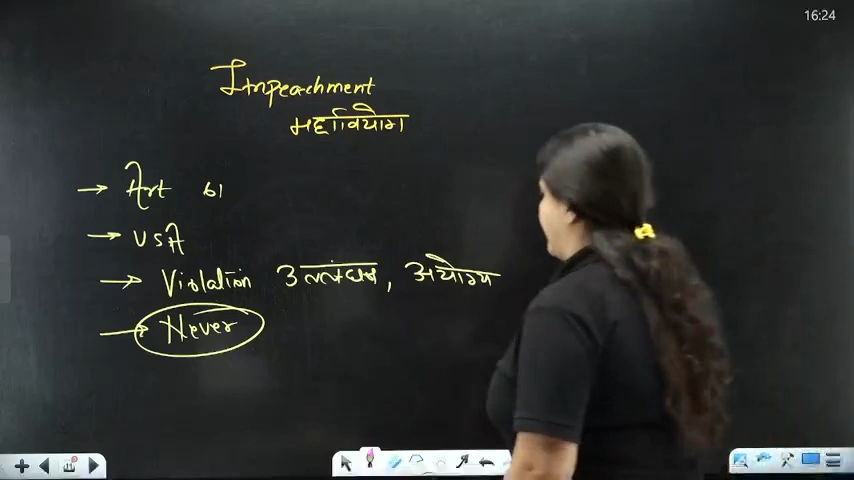 16:24
Impeachment
महाभियोग
→ Art 61
→ USA
→ Violation उल्लंघन, अयोग्य
→ Never